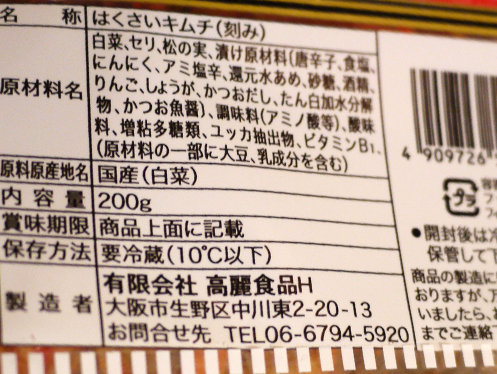 名 称 はくさいキムチ(刻み)
原材料名 白菜、セリ、松の実、漬け原材料〔唐辛子、食塩、
にんにく、アミ塩辛、還元水あめ、砂糖、酒精、
りんご、しょうが、かつおだし、たん白加水分解
物、かつお魚醤〕、調味料(アミノ酸等)、酸味
料、増粘多糖類、ユッカ抽出物、ビタミンB1、
(原材料の一部に大豆、乳成分を含む)
原料原産地名 国産(白菜)
内容量 200g
賞味期限 商品上面に記載
保存方法 要冷蔵(10℃以下)
製造者 有限会社 高麗食品H
大阪市生野区中川東2-20-13
お問合せ先 TEL06-6794-5920
4 909726
プラ
●開封後は冷
保管して下
商品の製造に
おりますが、万
いましたら、お
までご連絡